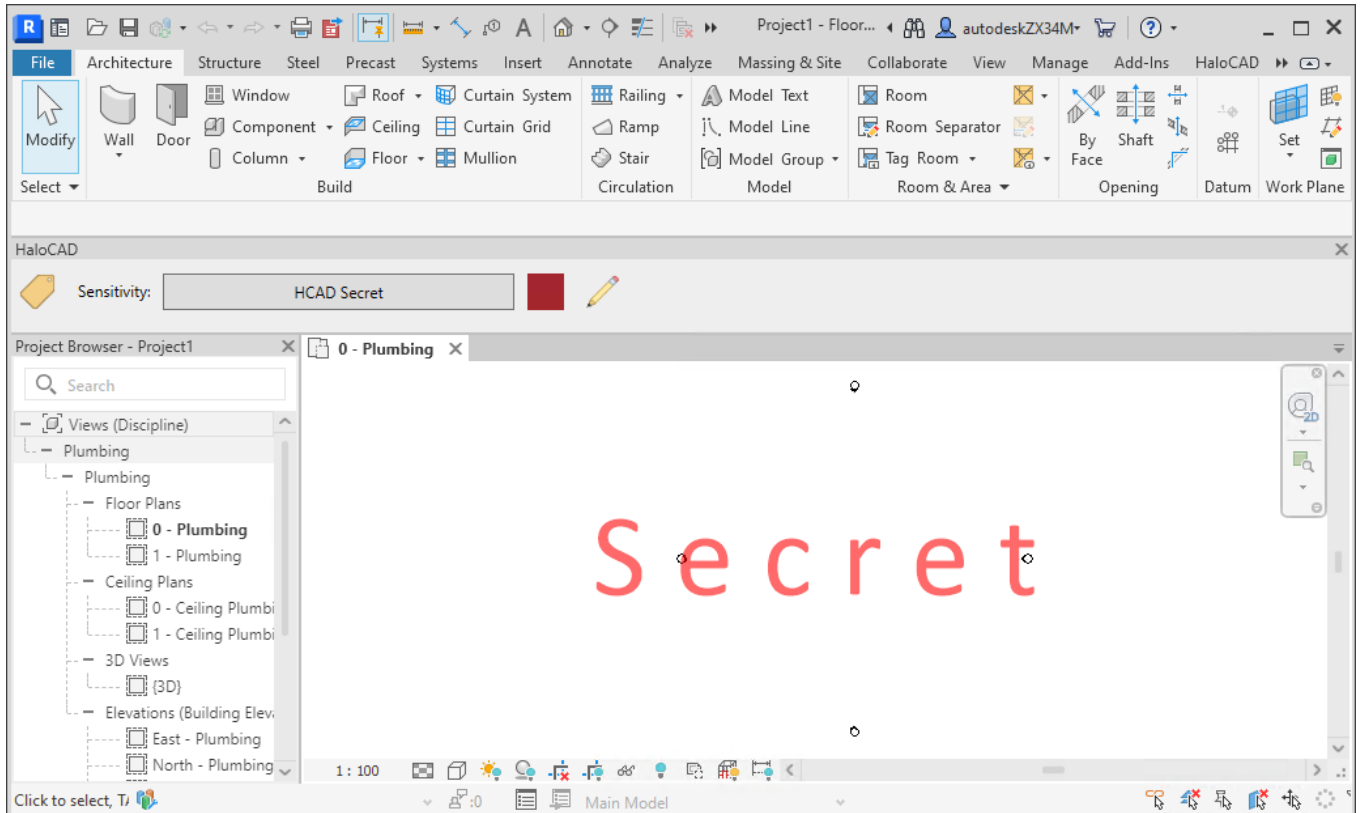 R Project1 - Floor... autodeskZX34M
File Architecture Structure Steel Precast Systems Insert Annotate Analyze Massing & Site Collaborate View Manage Add-Ins HaloCAD
Window Roof Curtain System Railing Model Text Room
Modify Wall Door Component Ceiling Curtain Grid Ramp Model Line Room Separator By Face Shaft Set
Column Floor Mullion Stair Model Group Tag Room
Select Build Circulation Model Room & Area Opening Datum Work Plane
HaloCAD
Sensitivity: HCAD Secret
Project Browser - Project1 0 - Plumbing
Search
2D
Views (Discipline)
Plumbing
Plumbing
Floor Plans
0 - Plumbing
1 - Plumbing
Secret
Ceiling Plans
0 - Ceiling Plumbi
1 - Ceiling Plumbi
3D Views
{3D}
Elevations (Building Elev
East - Plumbing
North - Plumbing 1 : 100
Click to select, T :0 Main Model